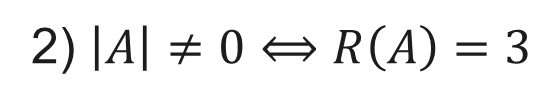 2) |A| ≠ 0 ⟺ R(A) = 3